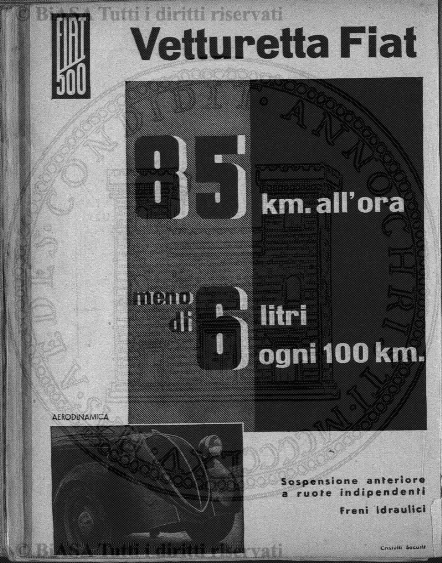 © BiASA Tutti i diritti riservati
FIAT
500
Vetturetta Fiat
85 km. all'ora
meno
di 6 litri
ogni 100 km.
AERODINAMICA
Sospensione anteriore
a ruote indipendenti
Freni idraulici
© BiASA Tutti i diritti riservati